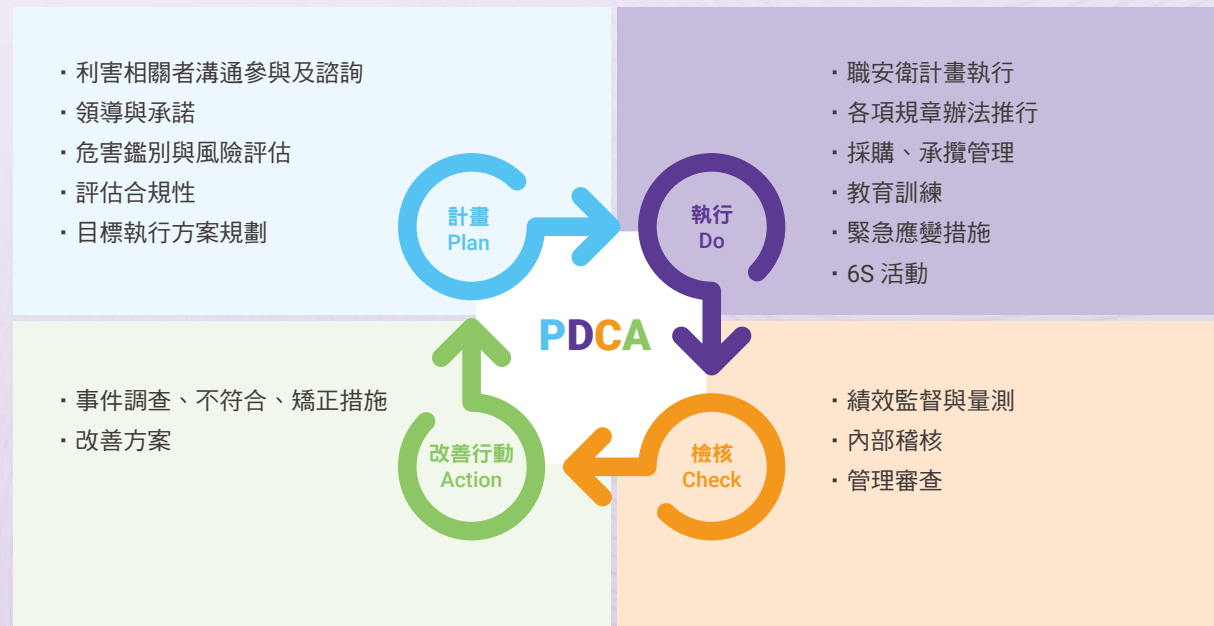 ・利害相關者溝通參與及諮詢
・領導與承諾
・危害鑑別與風險評估
・評估合規性
・目標執行方案規劃
計畫
Plan
・職安衛計畫執行
・各項規章辦法推行
・採購、承攬管理
・教育訓練
・緊急應變措施
・6S 活動
執行
Do
PDCA
・事件調查、不符合、矯正措施
・改善方案
改善行動
Action
・績效監督與量測
・內部稽核
・管理審查
檢核
Check